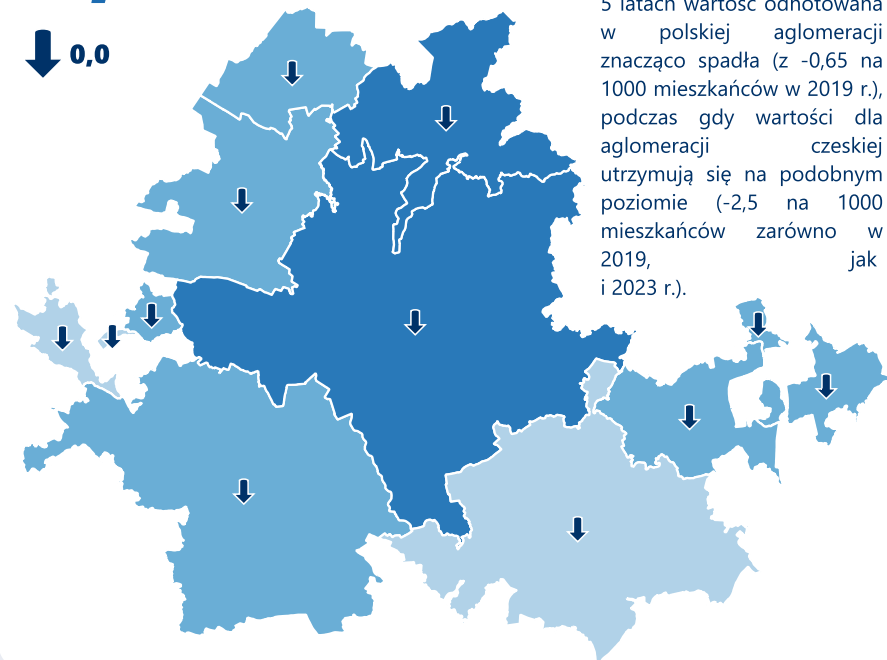 5 latach wartość odnotowana
w polskiej aglomeracji
znacząco spadła (z -0,65 na
1000 mieszkańców w 2019 r.),
podczas gdy wartości dla
aglomeracji czeskiej
utrzymują się na podobnym
poziomie (-2,5 na 1000
mieszkańców zarówno w
2019, jak
i 2023 r.).
0,0